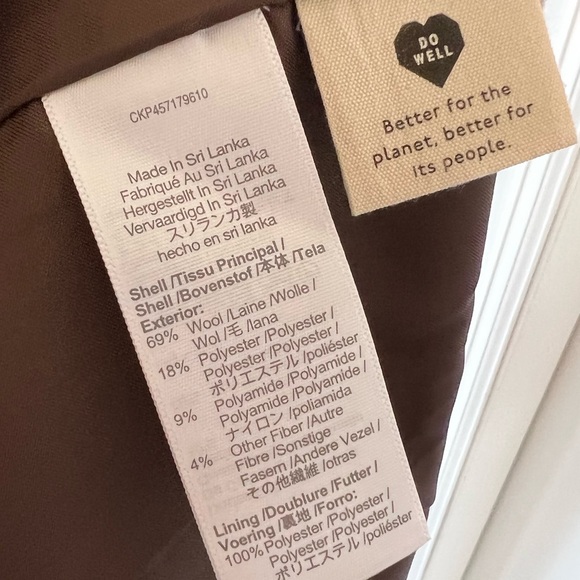 CKP457179610
Made In Sri Lanka
Fabriqué Au Sri Lanka
Hergestellt In Sri Lanka
Vervaardigd In Sri Lanka
スリランカ製
hecho en sri lanka
Shell /Tissu Principal /
Shell /Bovenstof /本体 /Tela
Exterior:
69% Wool /Laine /Wolle /
Wol /毛 /lana
18% Polyester /Polyester /
Polyester /Polyester /
ポリエステル /poliéster
9% Polyamide /Polyamide /
Polyamide /Polyamide /
ナイロン /poliamida
4% Other Fiber /Autre
Fibre /Sonstige
Fasern /Andere Vezel /
その他繊維 /otras
Lining /Doublure /Futter /
Voering /裏地 /Forro:
100% Polyester /Polyester /
Polyester /Polyester /
ポリエステル /poliéster
DO
WELL
Better for the
planet, better for
its people.